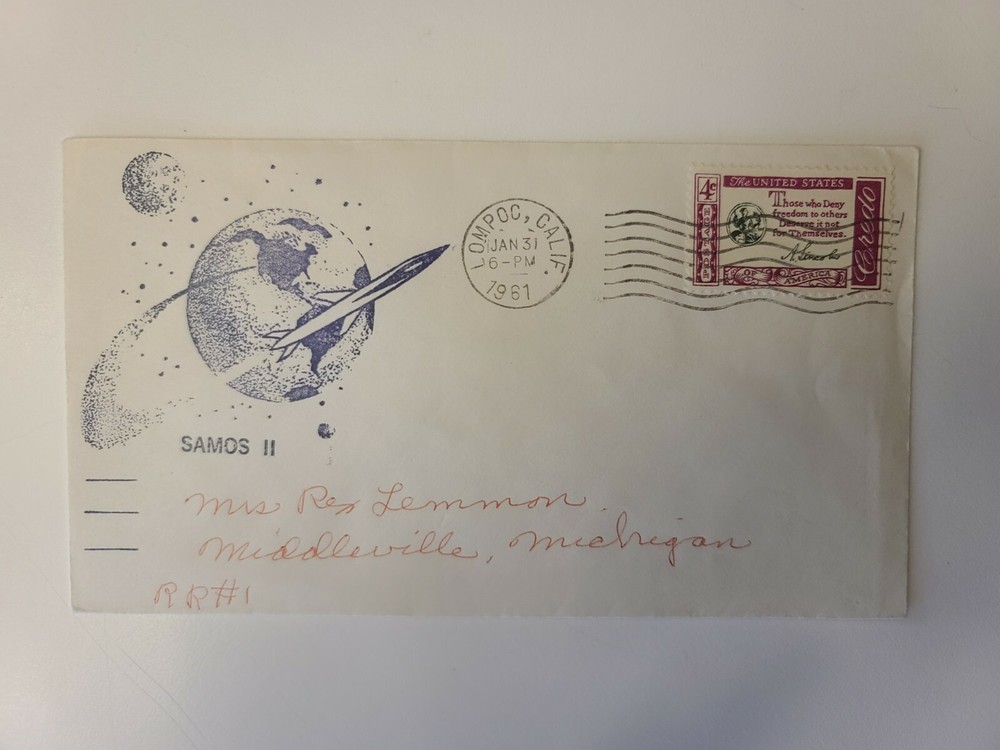 LOMPOC, CALIF.
JAN 31
6-PM
1961
4¢
The UNITED STATES
Those who Deny
freedom to others
Deserve it not
for Themselves.
A. Lincoln
Credo
AMERICA
SAMOS II
Mrs Rex Lemmon
Middleville, Michigan
RR#1